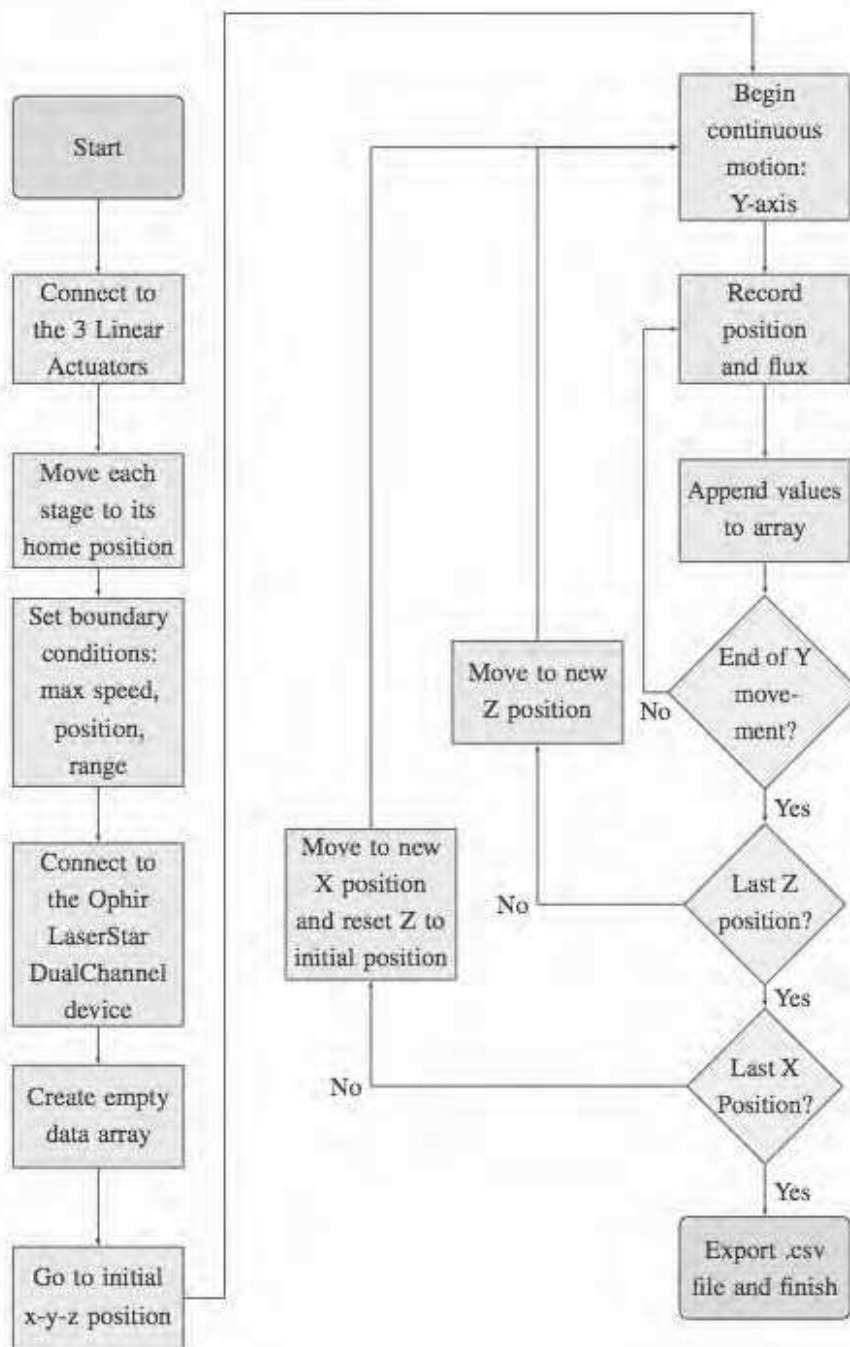 Start
Connect to
the 3 Linear
Actuators
Move each
stage to its
home position
Set boundary
conditions:
max speed,
position,
range
Connect to
the Ophir
LaserStar
DualChannel
device
Create empty
data array
Go to initial
x-y-z position
Begin
continuous
motion:
Y-axis
Record
position
and flux
Append values
to array
End of Y
move-
ment?
No
Yes
Move to new
Z position
Last Z
position?
No
Yes
Move to new
X position
and reset Z to
initial position
Last X
Position?
No
Yes
Export .csv
file and finish